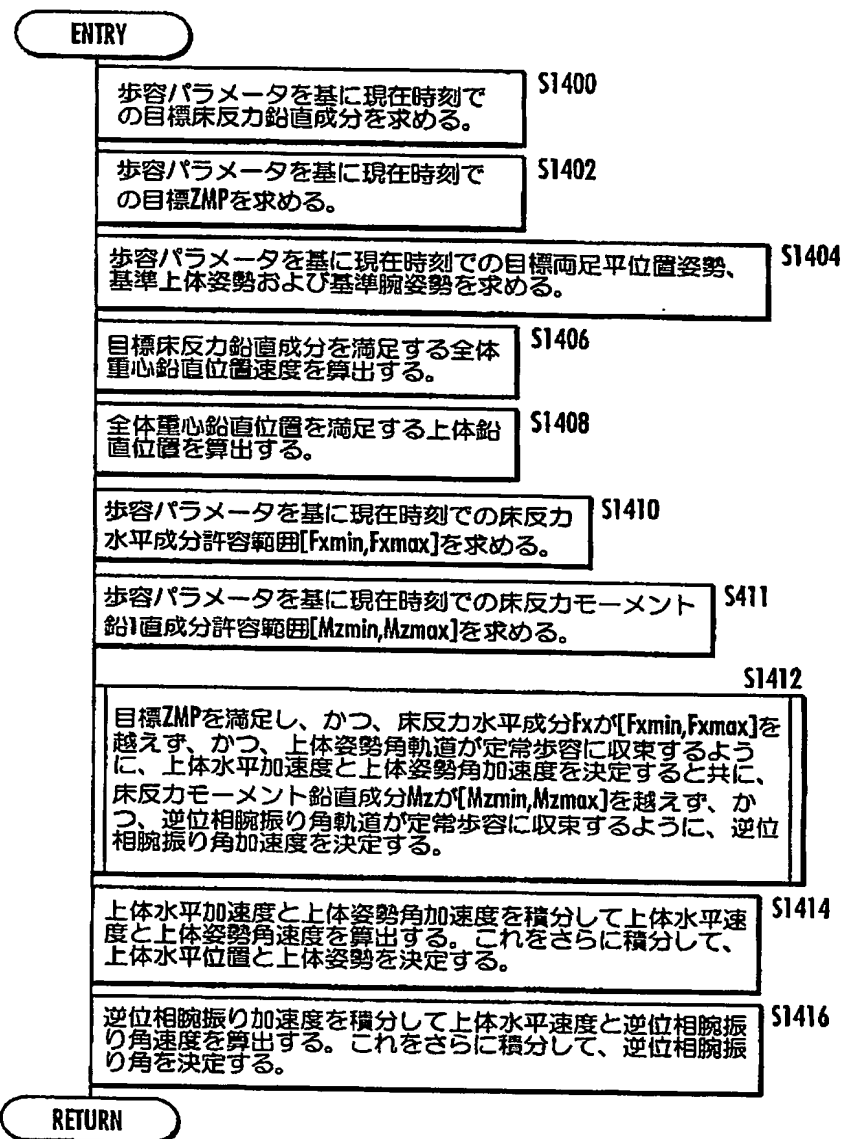 ENTRY
S1400
歩容パラメータを基に現在時刻で
の目標床反力鉛直成分を求める。
S1402
歩容パラメータを基に現在時刻で
の目標ZMPを求める。
S1404
歩容パラメータを基に現在時刻での目標両足平位置姿勢、
基準上体姿勢および基準腕姿勢を求める。
S1406
目標床反力鉛直成分を満足する全体
重心鉛直位置速度を算出する。
S1408
全体重心鉛直位置を満足する上体鉛
直位置を算出する。
S1410
歩容パラメータを基に現在時刻での床反力
水平成分許容範囲[Fxmin,Fxmax]を求める。
S411
歩容パラメータを基に現在時刻での床反力モーメント
鉛1直成分許容範囲[Mzmin,Mzmax]を求める。
S1412
目標ZMPを満足し、かつ、床反力水平成分Fxが[Fxmin,Fxmax]を
越えず、かつ、上体姿勢角軌道が定常歩容に収束するよう
に、上体水平加速度と上体姿勢角加速度を決定すると共に、
床反力モーメント鉛直成分Mzが[Mzmin,Mzmax]を越えず、か
つ、逆位相腕振り角軌道が定常歩容に収束するように、逆位
相腕振り角加速度を決定する。
S1414
上体水平加速度と上体姿勢角加速度を積分して上体水平速
度と上体姿勢角速度を算出する。これをさらに積分して、
上体水平位置と上体姿勢を決定する。
S1416
逆位相腕振り加速度を積分して上体水平速度と逆位相腕振
り角速度を算出する。これをさらに積分して、逆位相腕振
り角を決定する。
RETURN